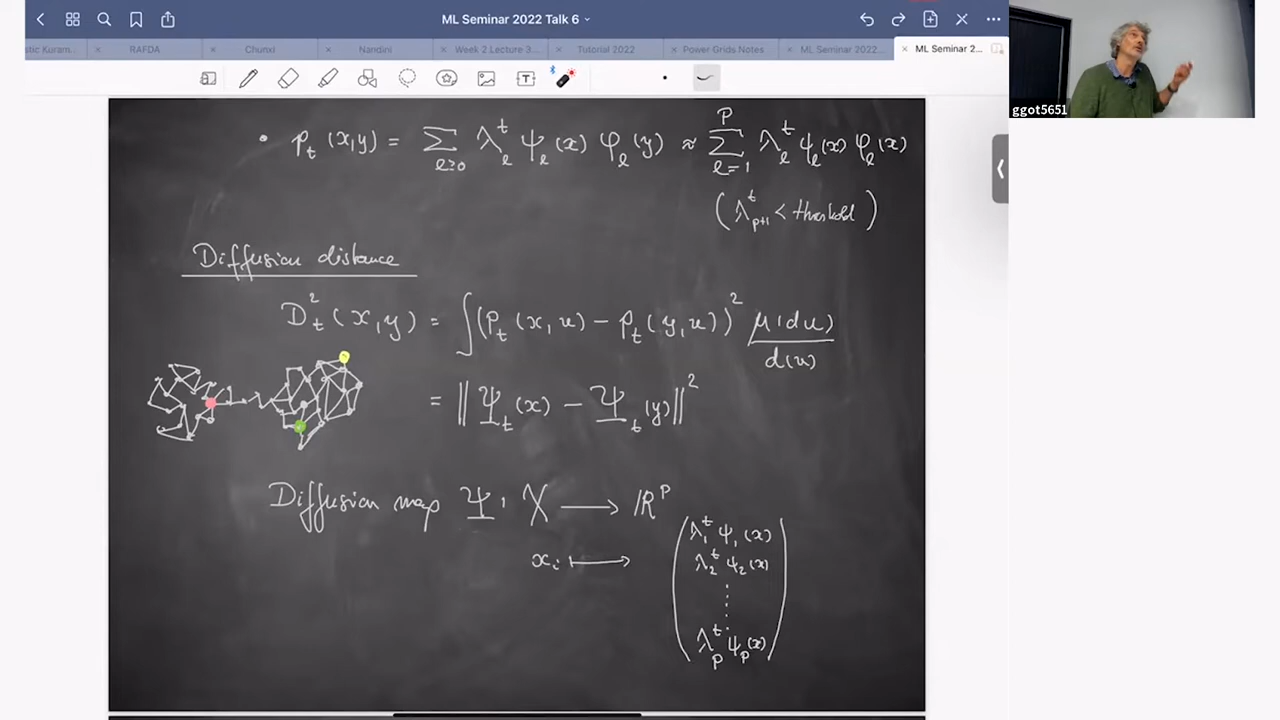 ML Seminar 2022 Talk 6
stic Kuram...
RAFDA
Chunxi
Nandini
Week 2 Lecture 3...
Tutorial 2022
Power Grids Notes
ML Seminar 2022...
ML Seminar 2...
ggot5651
• p_t (x,y) = ∑_{ℓ≥0} λ_ℓ^t ψ_ℓ(x) φ_ℓ(y) ≈ ∑_{ℓ=1}^P λ_ℓ^t ψ_ℓ(x) φ_ℓ(x)
(λ_{p+1}^t < threshold)
Diffusion distance
D_t^2 (x,y) = ∫(p_t(x,u) − p_t(y,u))^2 μ(du)/d(u)
= ‖Ψ_t(x) − Ψ_t(y)‖^2
Diffusion map Ψ: X ⟶ ℝ^p
x_i ⟼
λ_1^t ψ_1(x)
λ_2^t ψ_2(x)
⋮
λ_p^t ψ_p(x)